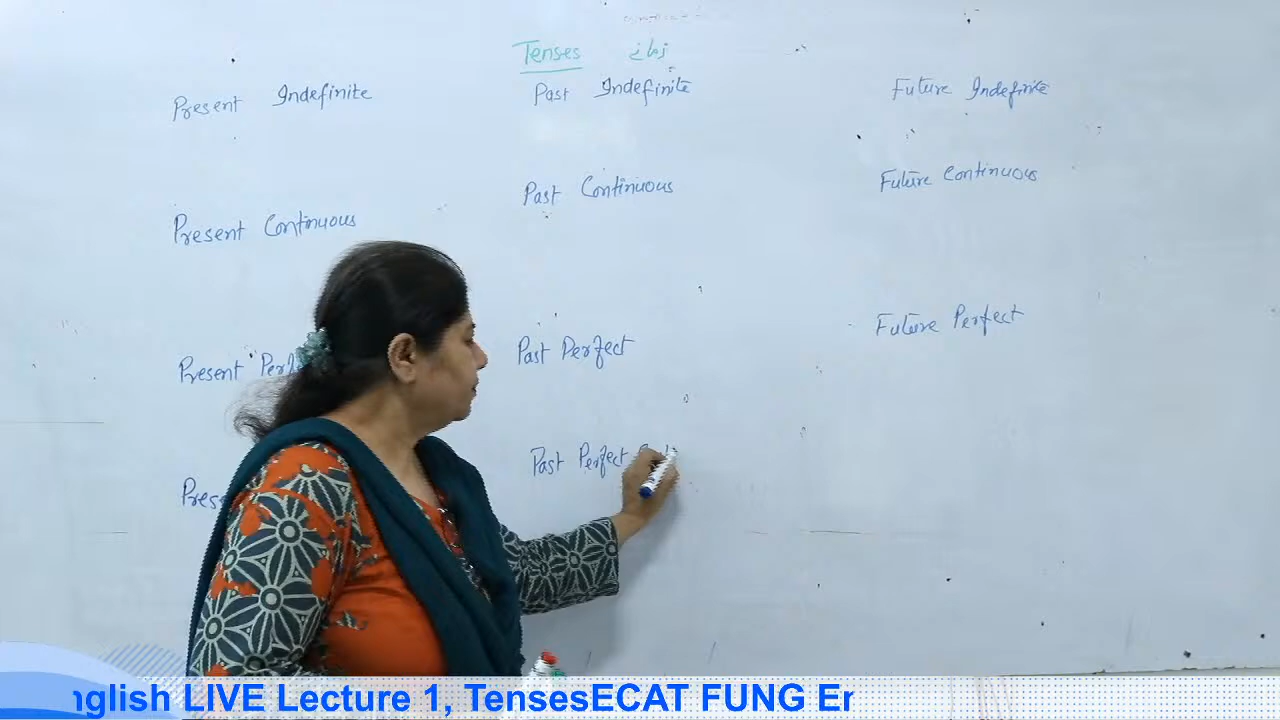 Tenses زمانے
Present Indefinite Past Indefinite Future Indefinite
Present Continuous Past Continuous Future Continuous
Present Past Perfect Future Perfect
Past Perfect
nglish LIVE Lecture 1, TensesECAT FUNG Er